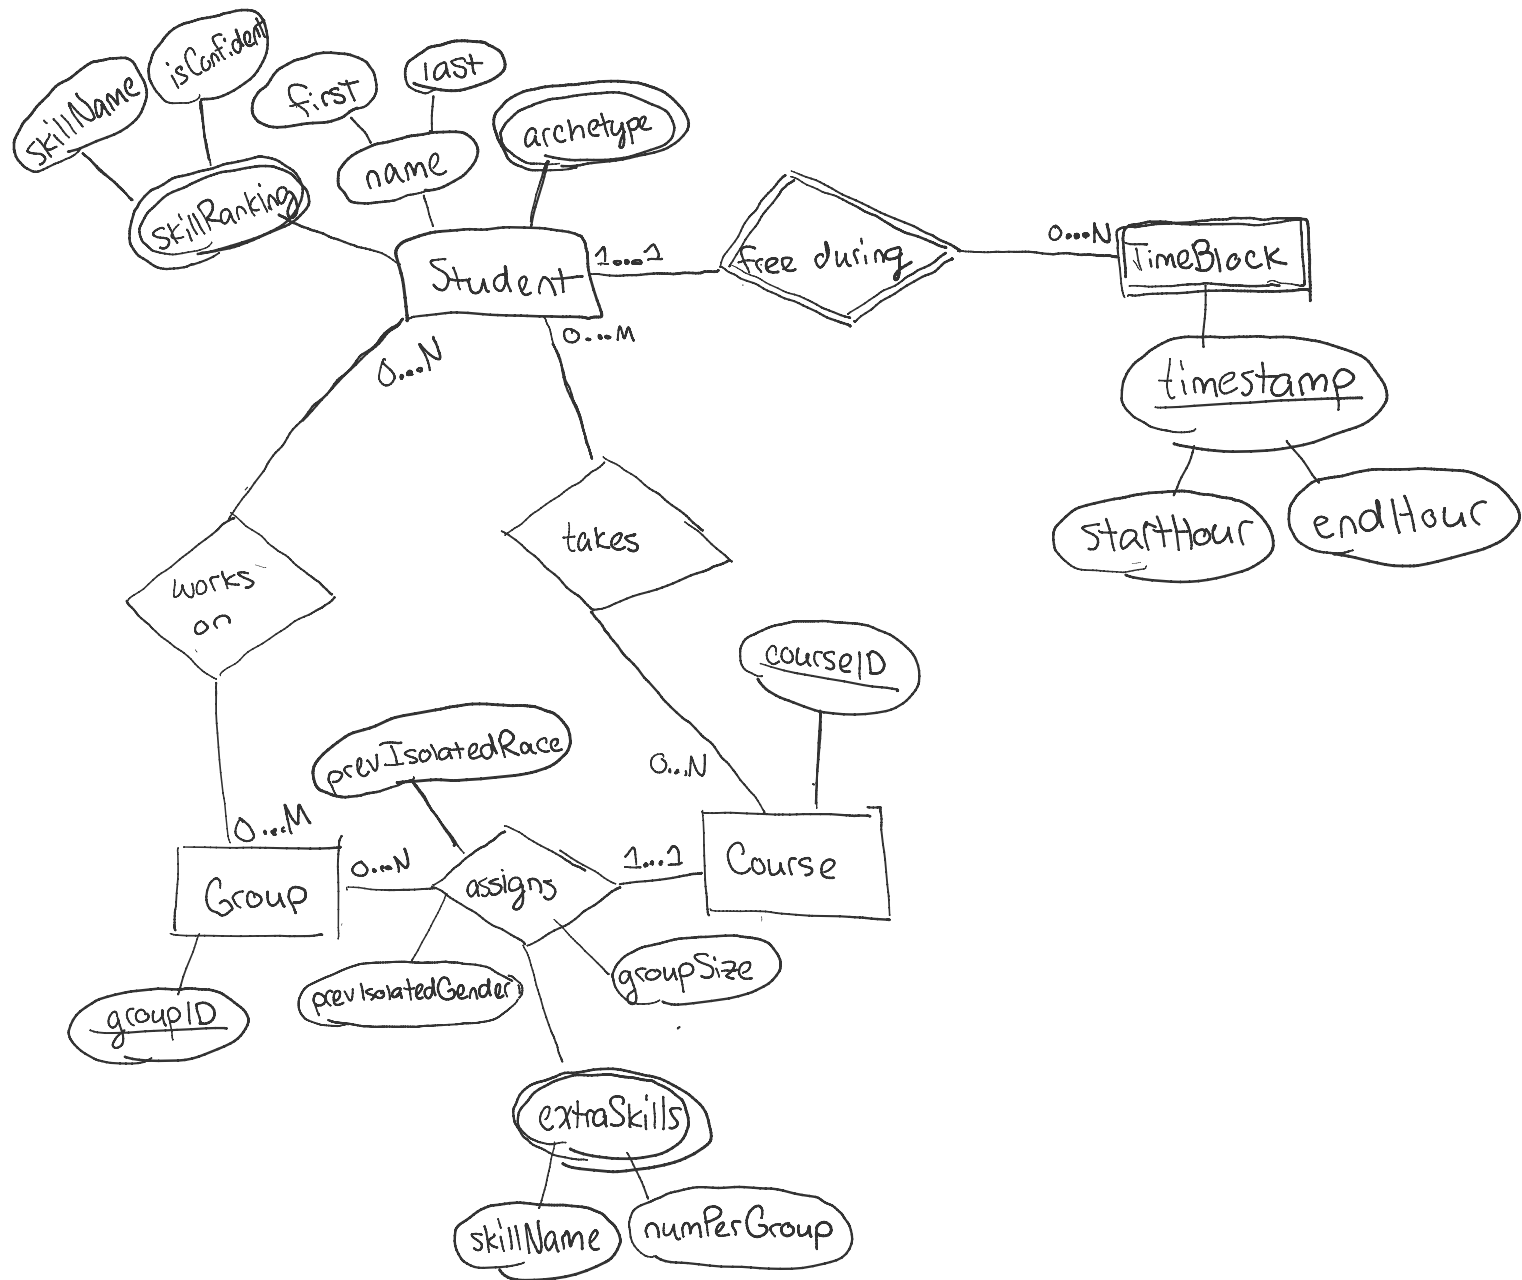 isConfident
last
skillName
first
archetype
name
skillRanking
0...N
1...1
free during
TimeBlock
Student
0...M
0...N
timestamp
startHour
endHour
takes
works
on
courseID
prevIsolatedRace
0...N
0...M
0...N
1...1
Course
assigns
Group
groupSize
prevIsolatedGender
groupID
extraSkills
skillName
numPerGroup